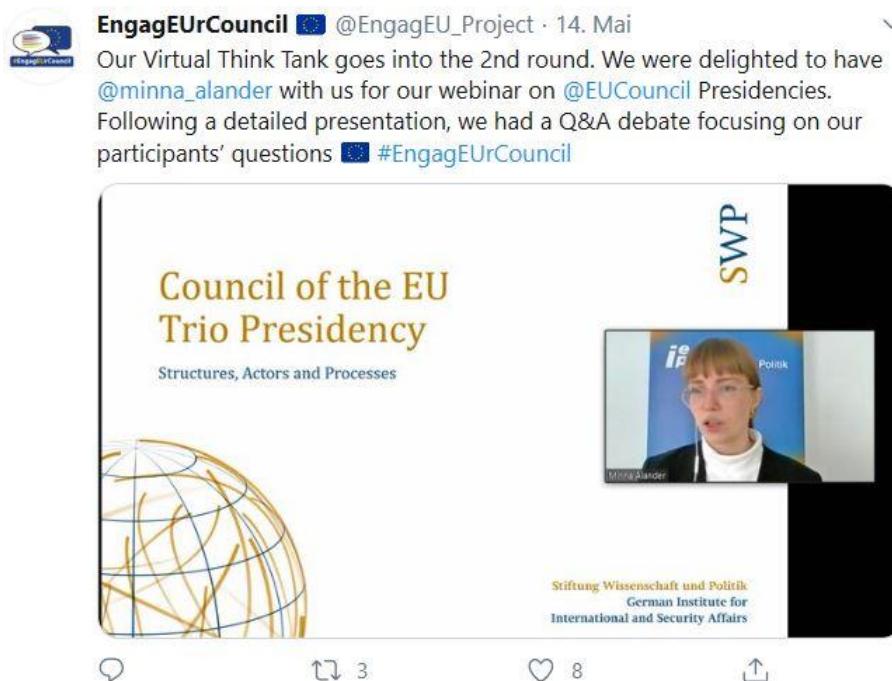 EngagEUrCouncil 🇪🇺 @EngagEU_Project · 14. Mai
Our Virtual Think Tank goes into the 2nd round. We were delighted to have
@minna_alander with us for our webinar on @EUCouncil Presidencies.
Following a detailed presentation, we had a Q&A debate focusing on our
participants' questions 🇪🇺 #EngagEUrCouncil
#EngagEUrCouncil
SWP
Council of the EU
Trio Presidency
Structures, Actors and Processes
iep
Politik
Minna Ålander
Stiftung Wissenschaft und Politik
German Institute for
International and Security Affairs
3
8